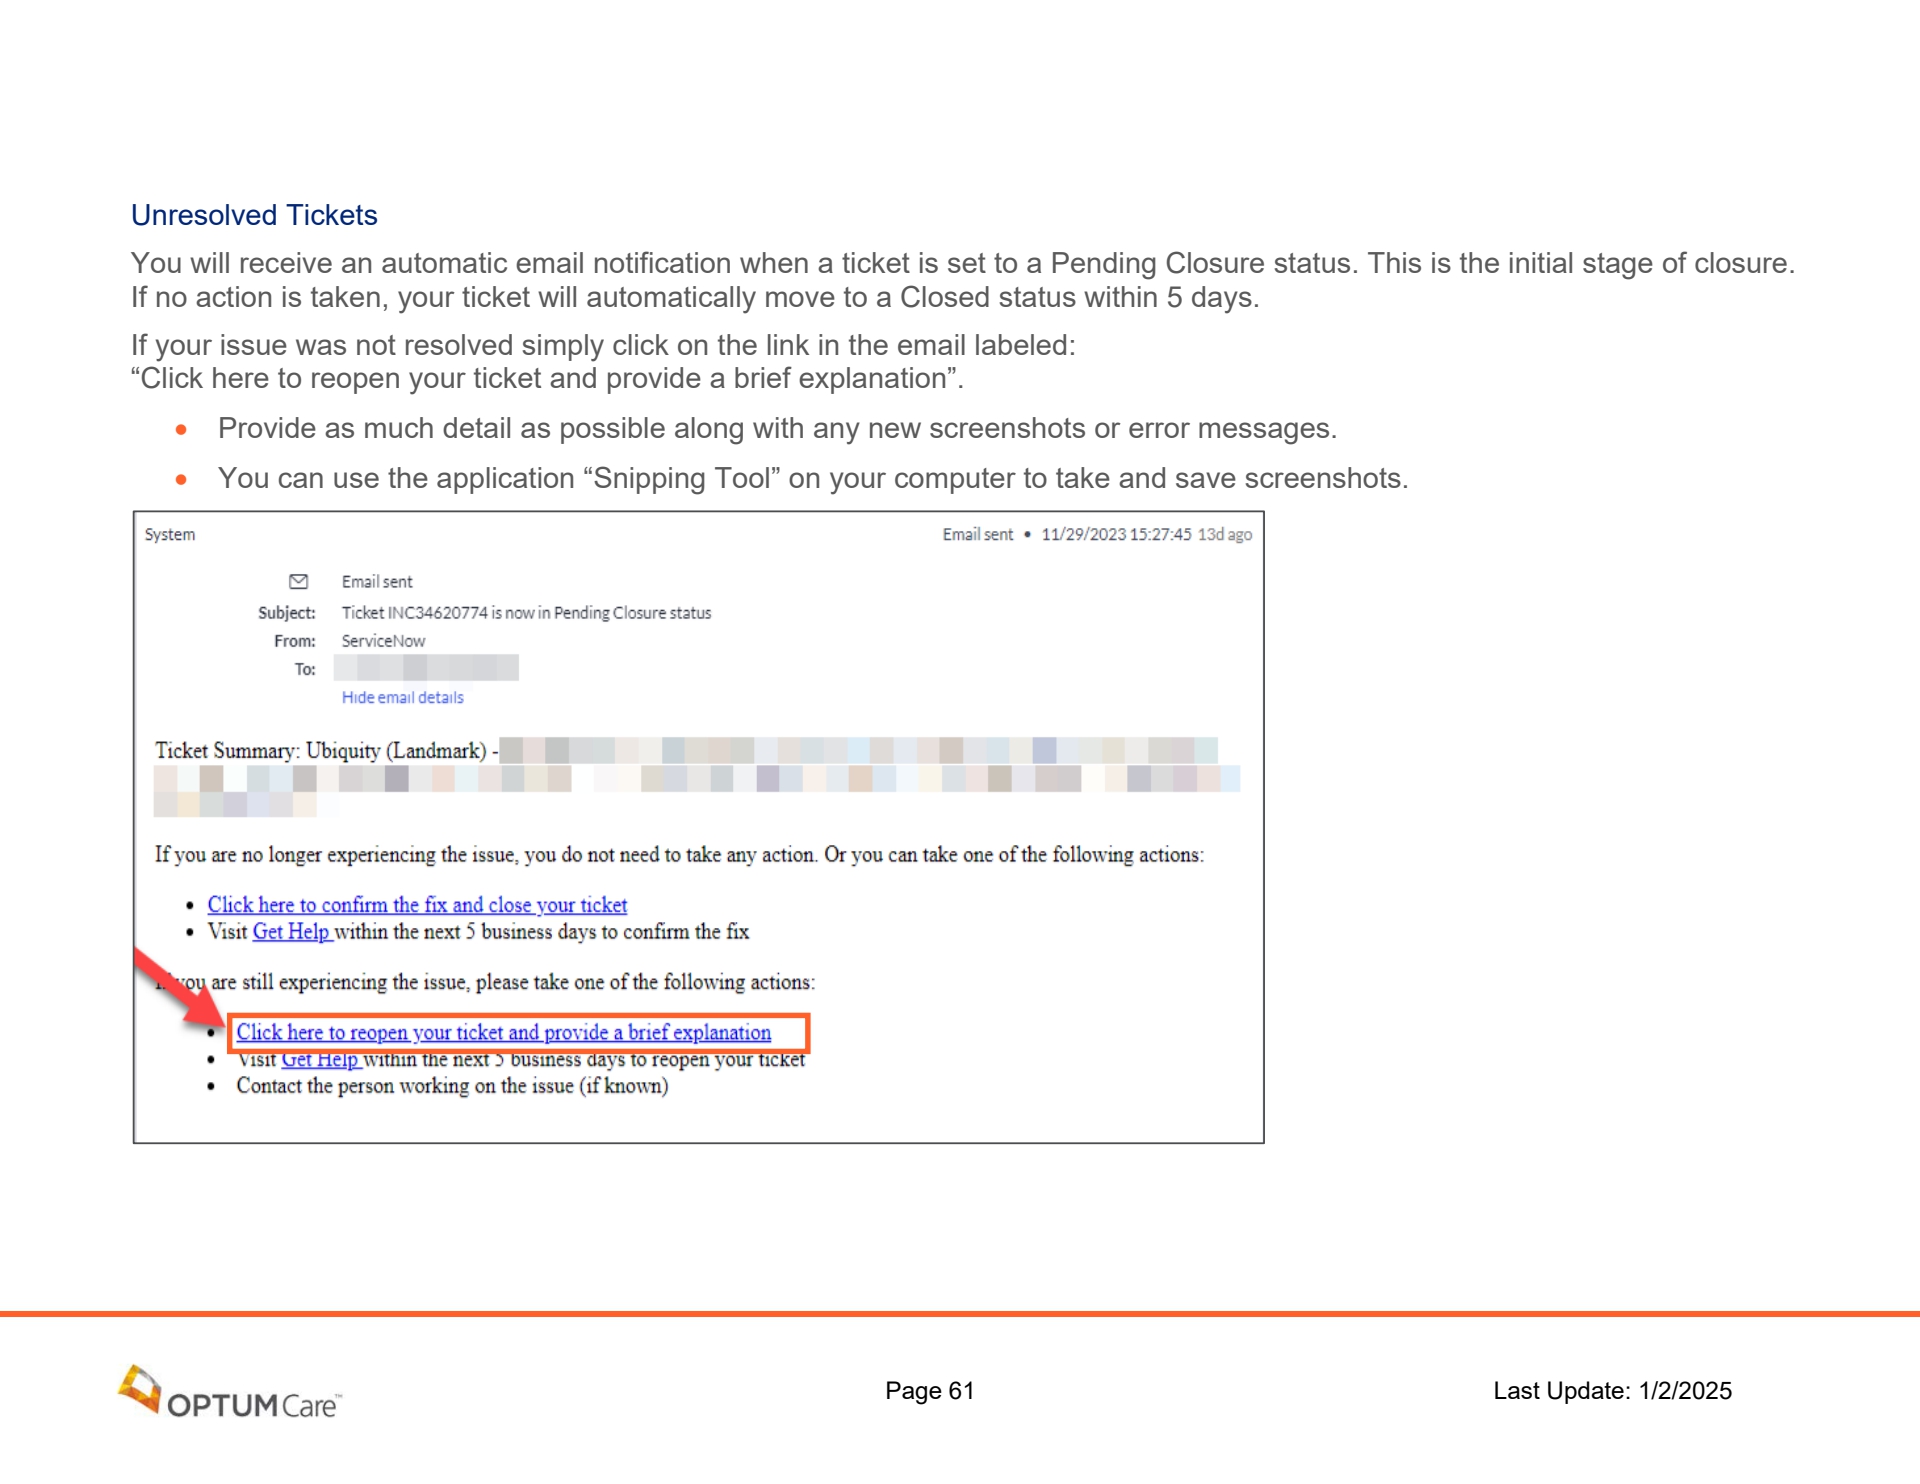 Unresolved Tickets
You will receive an automatic email notification when a ticket is set to a Pending Closure status. This is the initial stage of closure.
If no action is taken, your ticket will automatically move to a Closed status within 5 days.
If your issue was not resolved simply click on the link in the email labeled:
“Click here to reopen your ticket and provide a brief explanation”.
• Provide as much detail as possible along with any new screenshots or error messages.
• You can use the application “Snipping Tool” on your computer to take and save screenshots.
System Email sent • 11/29/2023 15:27:45 13d ago
Email sent
Subject: Ticket INC34620774 is now in Pending Closure status
From: ServiceNow
To:
Hide email details
Ticket Summary: Ubiquity (Landmark) -
If you are no longer experiencing the issue, you do not need to take any action. Or you can take one of the following actions:
• Click here to confirm the fix and close your ticket
• Visit Get Help within the next 5 business days to confirm the fix
you are still experiencing the issue, please take one of the following actions:
• Click here to reopen your ticket and provide a brief explanation
• Visit Get Help within the next 5 business days to reopen your ticket
• Contact the person working on the issue (if known)
OPTUM Care™ Page 61 Last Update: 1/2/2025